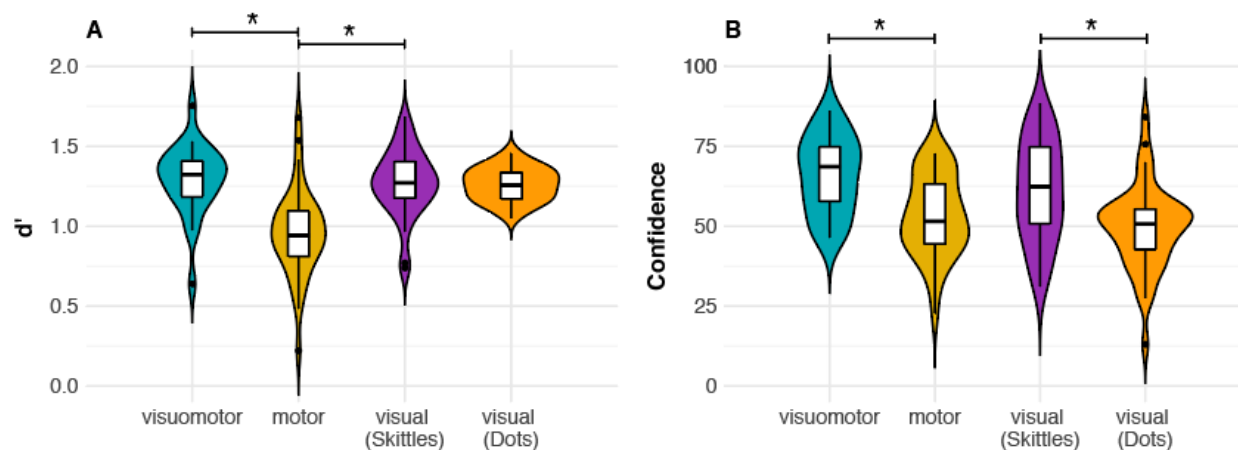 A
*
*
d'
2.0
1.5
1.0
0.5
0.0
visuomotor
motor
visual
(Skittles)
visual
(Dots)
B
*
*
Confidence
100
75
50
25
0
visuomotor
motor
visual
(Skittles)
visual
(Dots)